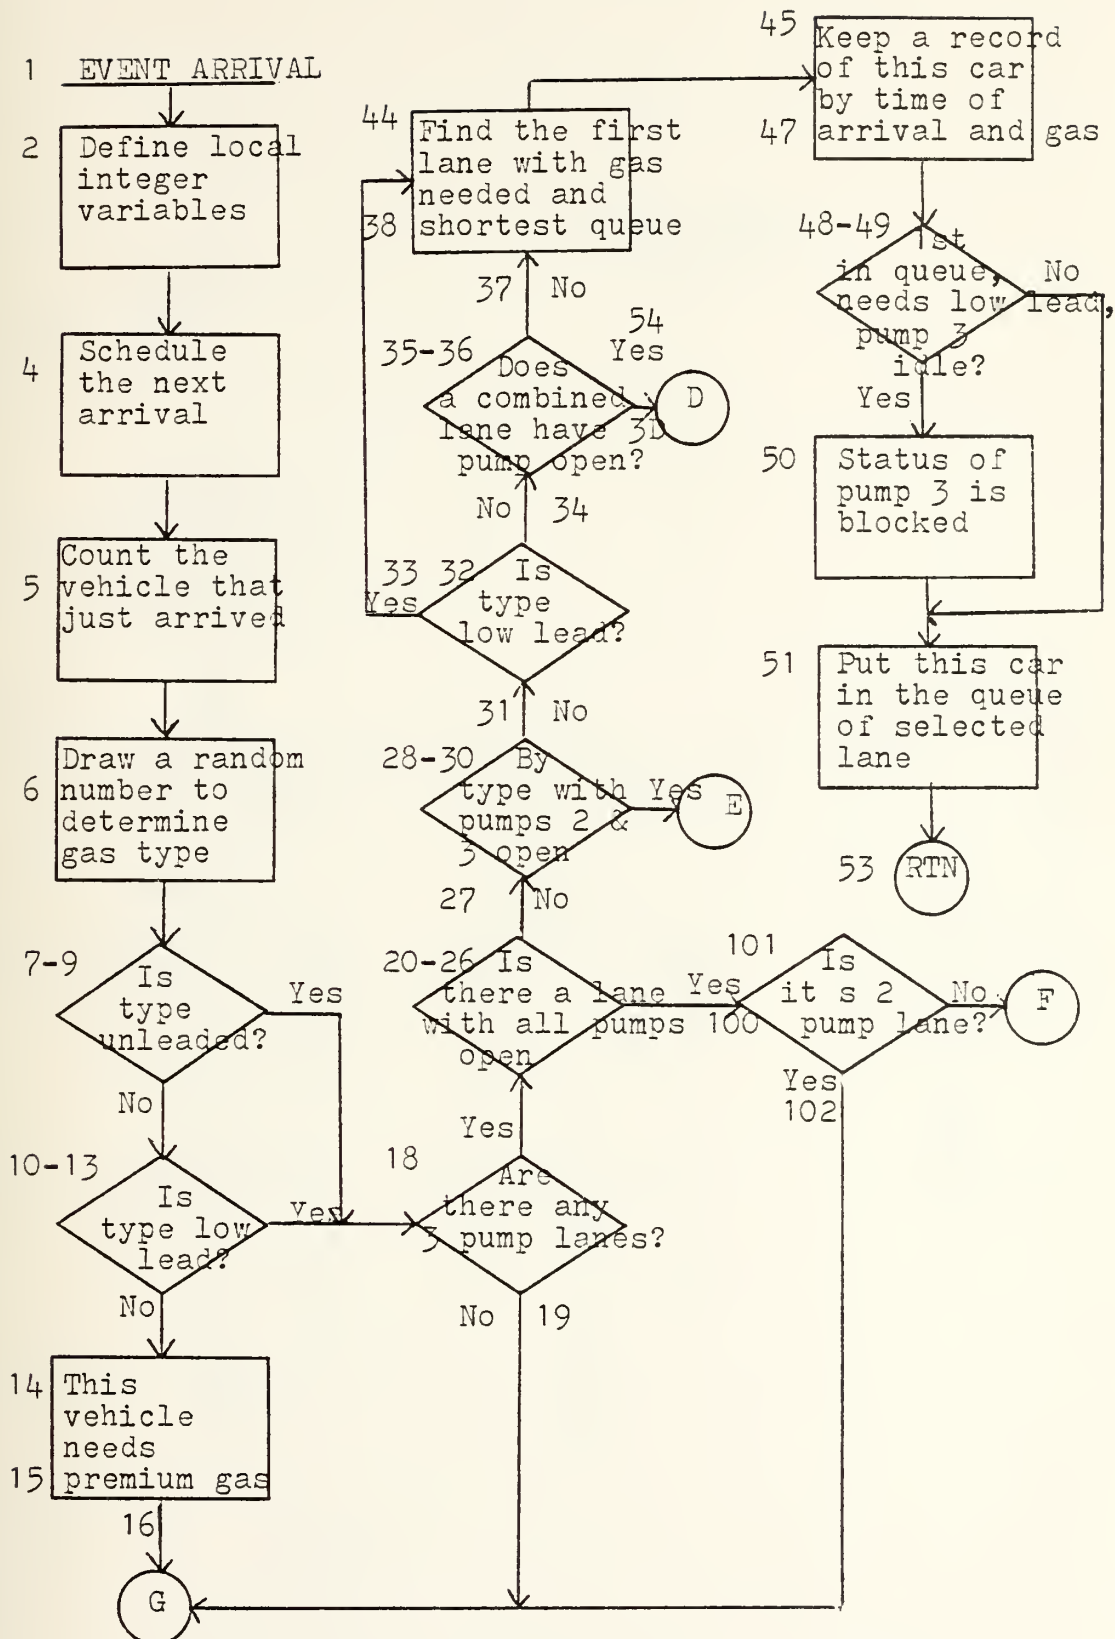 1 EVENT ARRIVAL
2 Define local
integer
variables
4 Schedule
the next
arrival
5 Count the
vehicle that
just arrived
6 Draw a random
number to
determine
gas type
7-9 Is
type
unleaded?
Yes
No
10-13 Is
type low
lead?
Yes
No
14 This
vehicle
needs
15 premium gas
16
G
44 Find the first
lane with gas
needed and
38 shortest queue
37 No
54
Yes
35-36 Does
a combined
lane have 3D
pump open?
D
No 34
33 32 Is
Yes type
low lead?
31 No
28-30 By
type with Yes
pumps 2 &
3 open
E
27 No
20-26 Is
there a lane Yes
with all pumps 100
open
Yes
18 Are
there any
3 pump lanes?
No 19
101 Is
it s 2 No
pump lane?
F
Yes
102
45 Keep a record
of this car
by time of
47 arrival and gas
48-49 1st
in queue, No
needs low lead,
pump 3
idle?
Yes
50 Status of
pump 3 is
blocked
51 Put this car
in the queue
of selected
lane
53 RTN